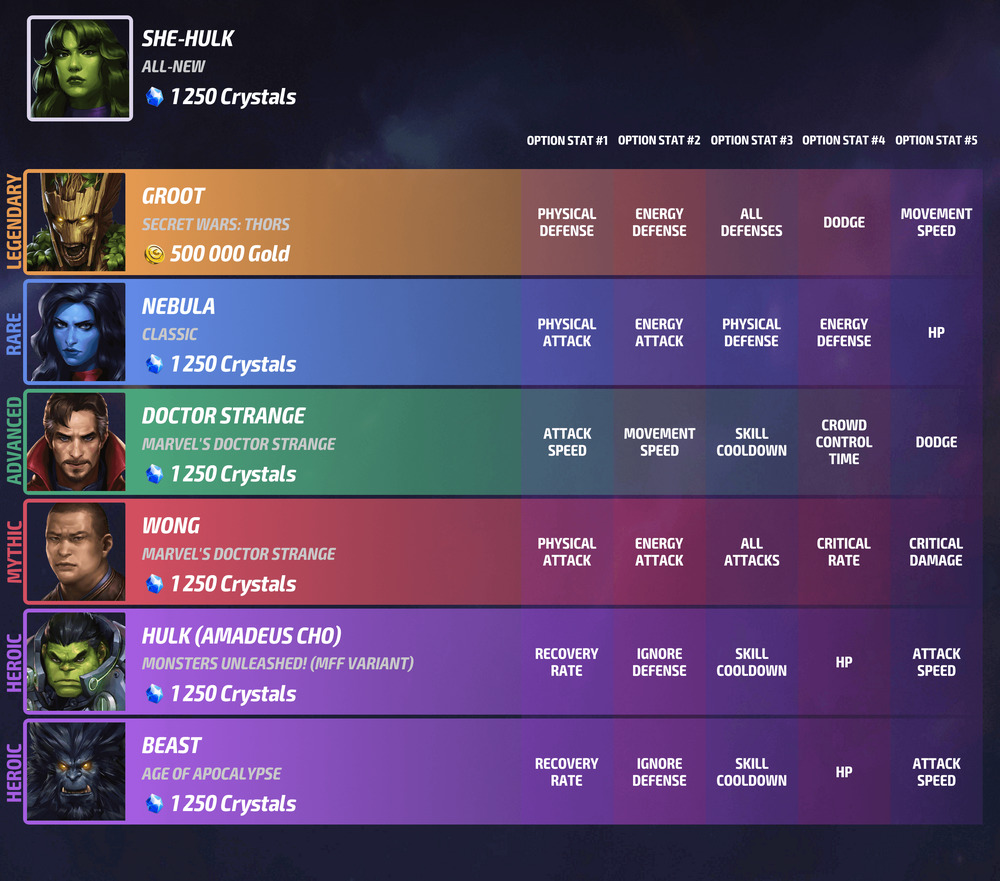 SHE-HULK
ALL-NEW
1 250 Crystals
OPTION STAT #1 OPTION STAT #2 OPTION STAT #3 OPTION STAT #4 OPTION STAT #5
LEGENDARY
GROOT
SECRET WARS: THORS
500 000 Gold
PHYSICAL
DEFENSE
ENERGY
DEFENSE
ALL
DEFENSES
DODGE
MOVEMENT
SPEED
RARE
NEBULA
CLASSIC
1 250 Crystals
PHYSICAL
ATTACK
ENERGY
ATTACK
PHYSICAL
DEFENSE
ENERGY
DEFENSE
HP
ADVANCED
DOCTOR STRANGE
MARVEL'S DOCTOR STRANGE
1 250 Crystals
ATTACK
SPEED
MOVEMENT
SPEED
SKILL
COOLDOWN
CROWD
CONTROL
TIME
DODGE
MYTHIC
WONG
MARVEL'S DOCTOR STRANGE
1 250 Crystals
PHYSICAL
ATTACK
ENERGY
ATTACK
ALL
ATTACKS
CRITICAL
RATE
CRITICAL
DAMAGE
HEROIC
HULK (AMADEUS CHO)
MONSTERS UNLEASHED! (MFF VARIANT)
1 250 Crystals
RECOVERY
RATE
IGNORE
DEFENSE
SKILL
COOLDOWN
HP
ATTACK
SPEED
HEROIC
BEAST
AGE OF APOCALYPSE
1 250 Crystals
RECOVERY
RATE
IGNORE
DEFENSE
SKILL
COOLDOWN
HP
ATTACK
SPEED